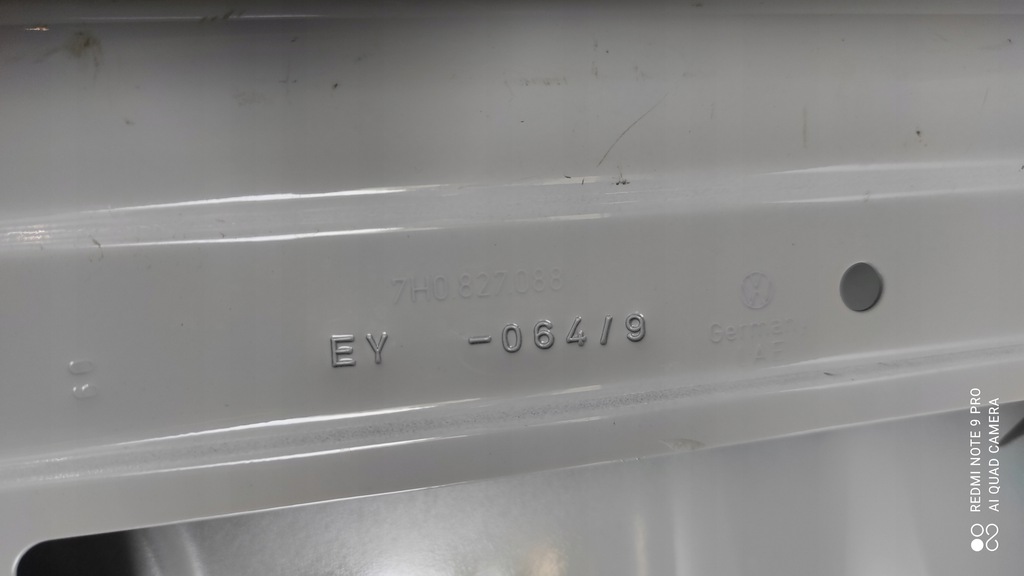 7H0.827.088
EY -064/9
Germany
REDMI NOTE 9 PRO
AI QUAD CAMERA